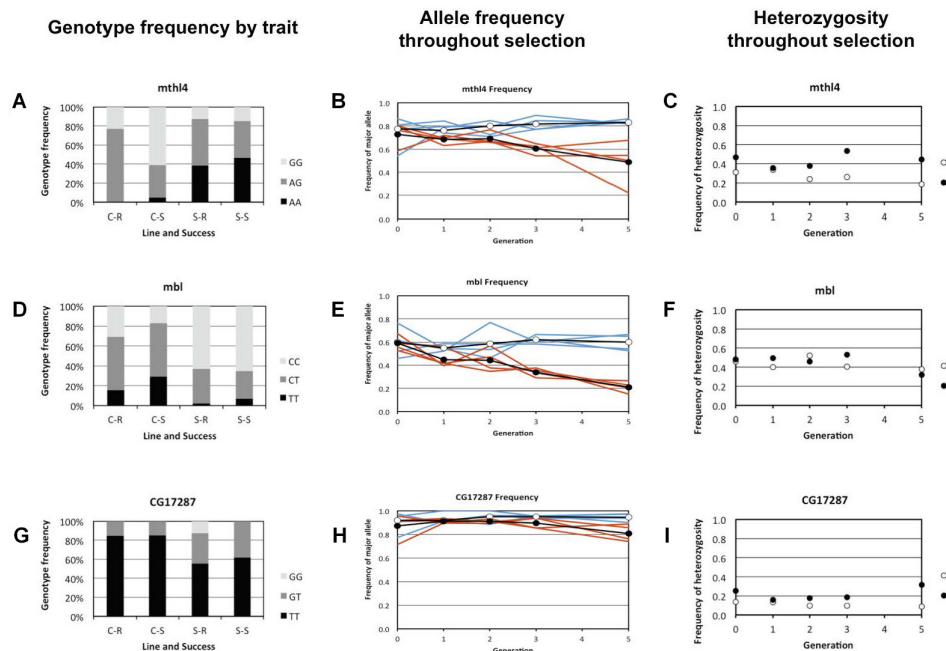 Genotype frequency by trait
Allele frequency
throughout selection
Heterozygosity
throughout selection
A
mthl4
Genotype frequency
100%
80%
60%
40%
20%
0%
C-R C-S S-R S-S
Line and Success
GG
AG
AA
B
mthl4 Frequency
Frequency of major allele
1.0
0.8
0.6
0.4
0.2
0.0
0 1 2 3 5
Generation
C
mthl4
Frequency of heterozygosity
1.0
0.8
0.6
0.4
0.2
0.0
0 1 2 3 5
Generation
D
mbl
Genotype frequency
100%
80%
60%
40%
20%
0%
C-R C-S S-R S-S
Line and Success
CC
CT
TT
E
mbl Frequency
Frequency of major allele
1.0
0.8
0.6
0.4
0.2
0.0
0 1 2 3 5
Generation
F
mbl
Frequency of heterozygosity
1.0
0.8
0.6
0.4
0.2
0.0
0 1 2 3 5
Generation
G
CG17287
Genotype frequency
100%
80%
60%
40%
20%
0%
C-R C-S S-R S-S
Line and Success
GG
GT
TT
H
CG17287 Frequency
Frequency of major allele
1.0
0.8
0.6
0.4
0.2
0.0
0 1 2 3 5
Generation
I
CG17287
Frequency of heterozygosity
1.0
0.8
0.6
0.4
0.2
0.0
0 1 2 3 5
Generation